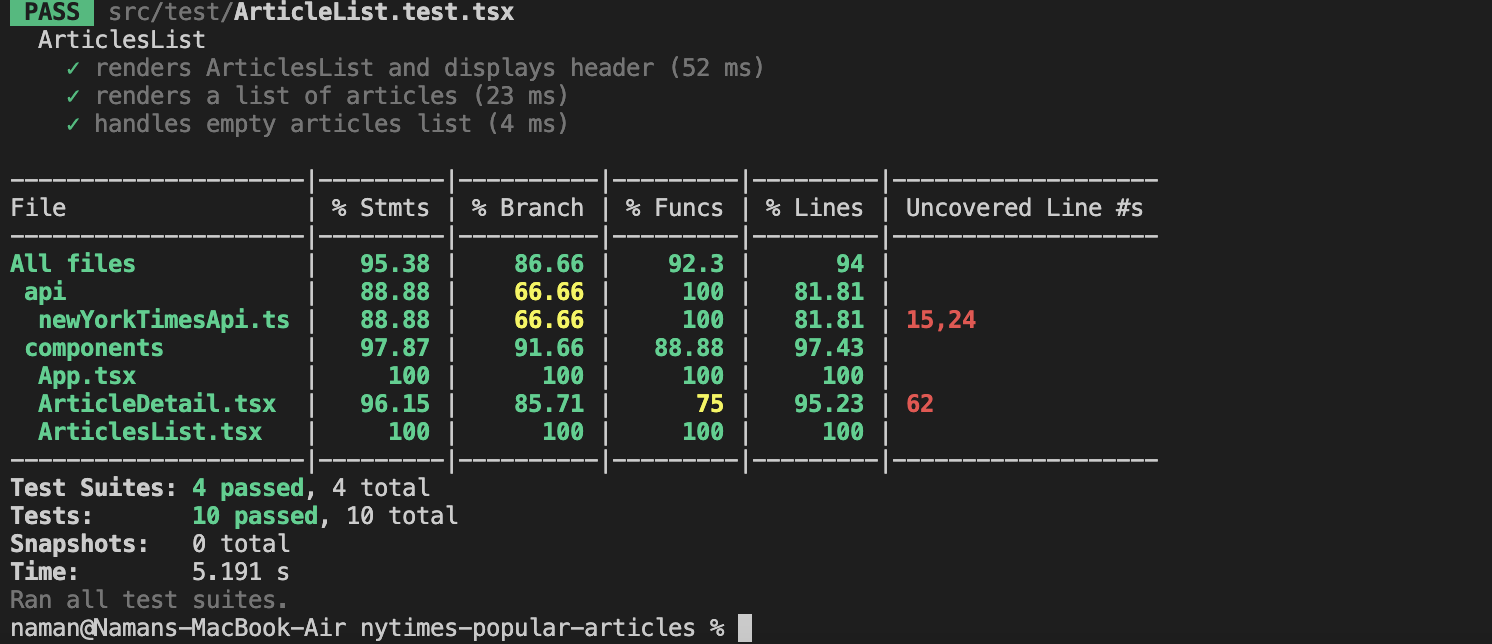 PASS src/test/ArticleList.test.tsx
ArticlesList
✓ renders ArticlesList and displays header (52 ms)
✓ renders a list of articles (23 ms)
✓ handles empty articles list (4 ms)
---------------------|---------|----------|---------|---------|-------------------
File                 | % Stmts | % Branch | % Funcs | % Lines | Uncovered Line #s
---------------------|---------|----------|---------|---------|-------------------
All files            |   95.38 |    86.66 |    92.3 |      94 |
 api                 |   88.88 |    66.66 |     100 |   81.81 |
  newYorkTimesApi.ts |   88.88 |    66.66 |     100 |   81.81 | 15,24
 components          |   97.87 |    91.66 |   88.88 |   97.43 |
  App.tsx            |     100 |      100 |     100 |     100 |
  ArticleDetail.tsx  |   96.15 |    85.71 |      75 |   95.23 | 62
  ArticlesList.tsx   |     100 |      100 |     100 |     100 |
---------------------|---------|----------|---------|---------|-------------------
Test Suites: 4 passed, 4 total
Tests:       10 passed, 10 total
Snapshots:   0 total
Time:        5.191 s
Ran all test suites.
naman@Namans-MacBook-Air nytimes-popular-articles %